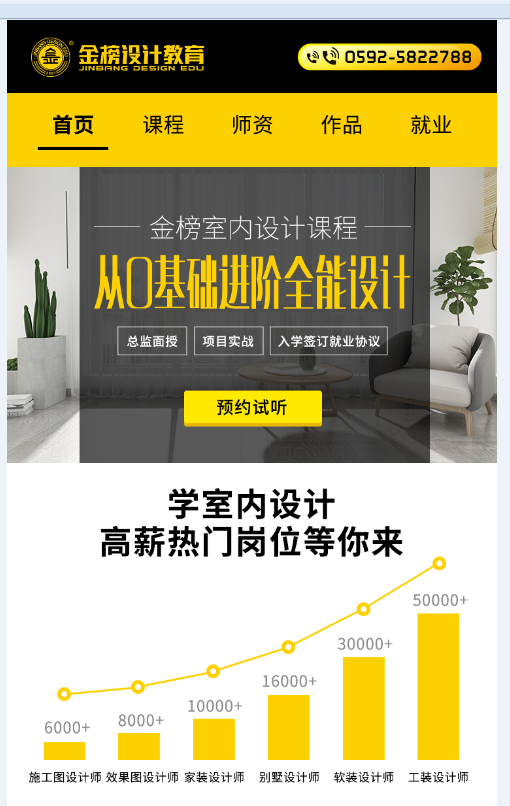 金榜设计教育
JINBANG DESIGN EDU
0592-5822788
首页 课程 师资 作品 就业
金榜室内设计课程
从0基础进阶全能设计
总监面授 项目实战 入学签订就业协议
预约试听
学室内设计
高薪热门岗位等你来
6000+ 8000+ 10000+ 16000+ 30000+ 50000+
施工图设计师 效果图设计师 家装设计师 别墅设计师 软装设计师 工装设计师